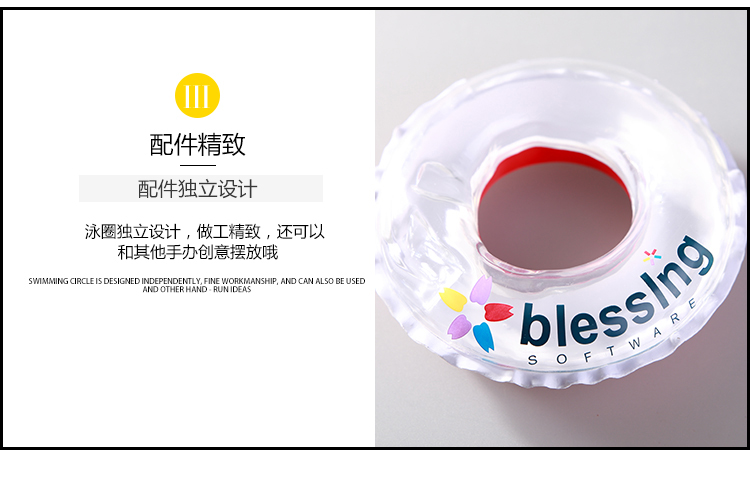 III
配件精致
配件独立设计
泳圈独立设计，做工精致，还可以
和其他手办创意摆放哦
SWIMMING CIRCLE IS DESIGNED INDEPENDENTLY, FINE WORKMANSHIP, AND CAN ALSO BE USED
AND OTHER HAND - RUN IDEAS
blessIng
SOFTWARE